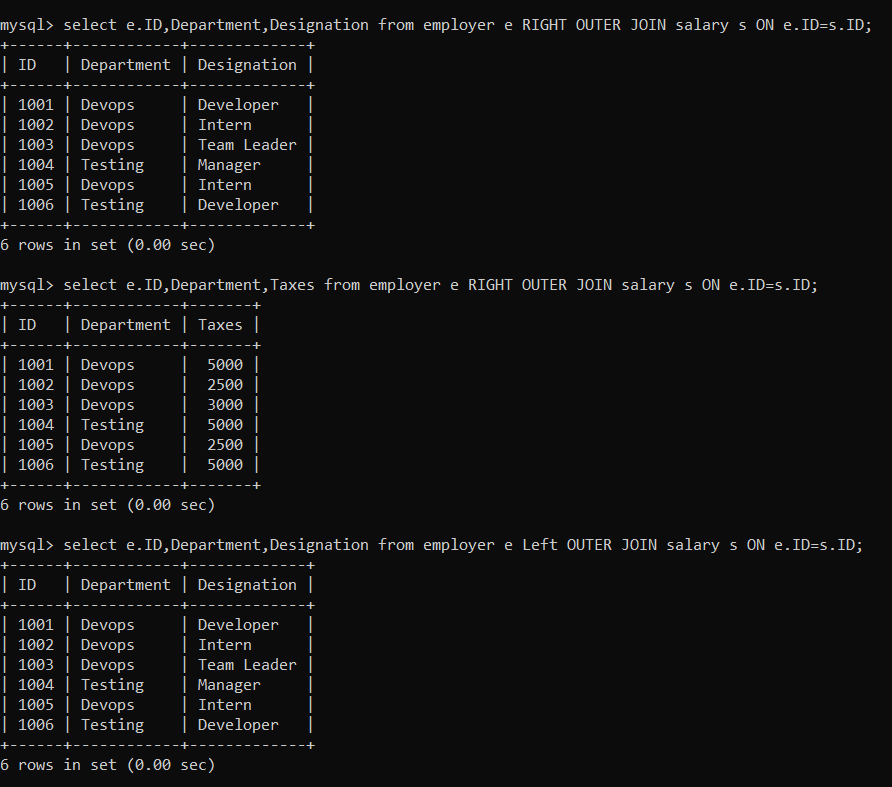 mysql> select e.ID,Department,Designation from employer e RIGHT OUTER JOIN salary s ON e.ID=s.ID;
+------+------------+-------------+
| ID   | Department | Designation |
+------+------------+-------------+
| 1001 | Devops     | Developer   |
| 1002 | Devops     | Intern      |
| 1003 | Devops     | Team Leader |
| 1004 | Testing    | Manager     |
| 1005 | Devops     | Intern      |
| 1006 | Testing    | Developer   |
+------+------------+-------------+
6 rows in set (0.00 sec)

mysql> select e.ID,Department,Taxes from employer e RIGHT OUTER JOIN salary s ON e.ID=s.ID;
+------+------------+-------+
| ID   | Department | Taxes |
+------+------------+-------+
| 1001 | Devops     |  5000 |
| 1002 | Devops     |  2500 |
| 1003 | Devops     |  3000 |
| 1004 | Testing    |  5000 |
| 1005 | Devops     |  2500 |
| 1006 | Testing    |  5000 |
+------+------------+-------+
6 rows in set (0.00 sec)

mysql> select e.ID,Department,Designation from employer e Left OUTER JOIN salary s ON e.ID=s.ID;
+------+------------+-------------+
| ID   | Department | Designation |
+------+------------+-------------+
| 1001 | Devops     | Developer   |
| 1002 | Devops     | Intern      |
| 1003 | Devops     | Team Leader |
| 1004 | Testing    | Manager     |
| 1005 | Devops     | Intern      |
| 1006 | Testing    | Developer   |
+------+------------+-------------+
6 rows in set (0.00 sec)